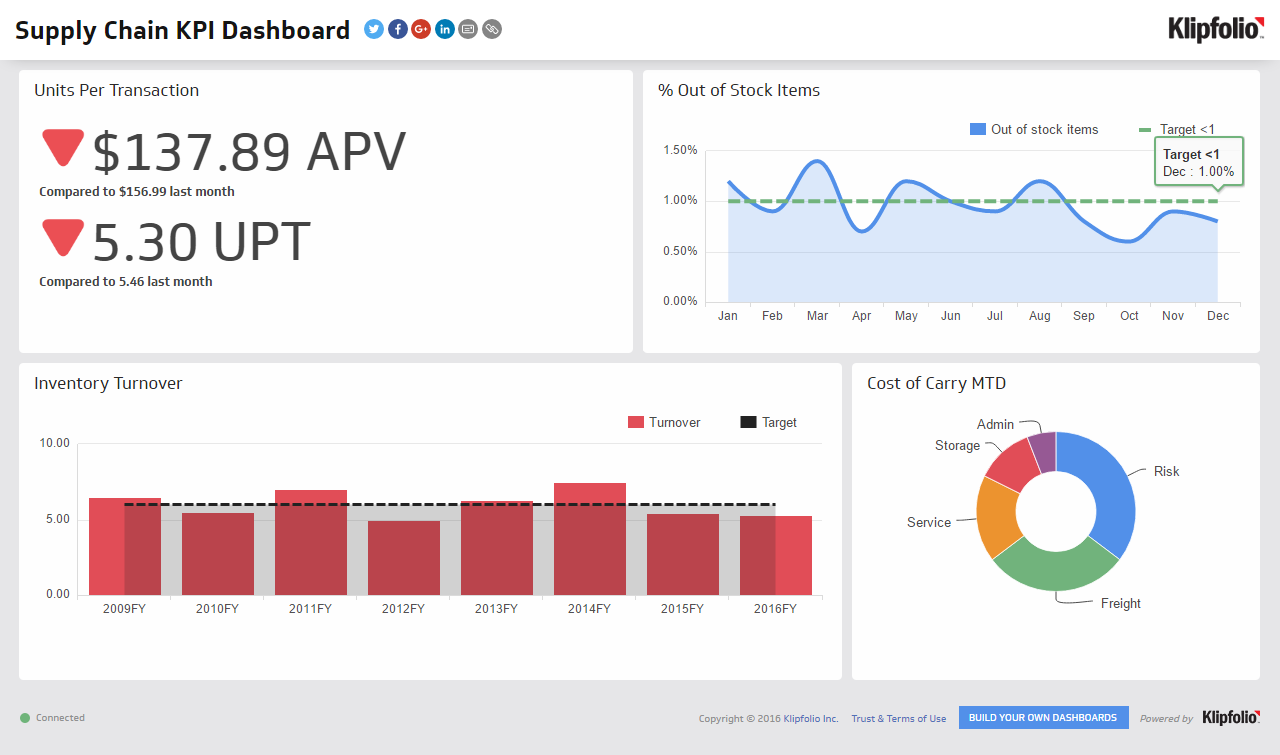 Supply Chain KPI Dashboard
Klipfolio
Units Per Transaction
$137.89 APV
Compared to $156.99 last month
5.30 UPT
Compared to 5.46 last month
% Out of Stock Items
Out of stock items Target <1
Target <1
Dec : 1.00%
1.50%
1.00%
0.50%
0.00%
Jan Feb Mar Apr May Jun Jul Aug Sep Oct Nov Dec
Inventory Turnover
Turnover Target
10.00
5.00
0.00
2009FY 2010FY 2011FY 2012FY 2013FY 2014FY 2015FY 2016FY
Cost of Carry MTD
Admin
Storage
Risk
Service
Freight
Connected
Copyright © 2016 Klipfolio Inc. Trust & Terms of Use BUILD YOUR OWN DASHBOARDS Powered by Klipfolio